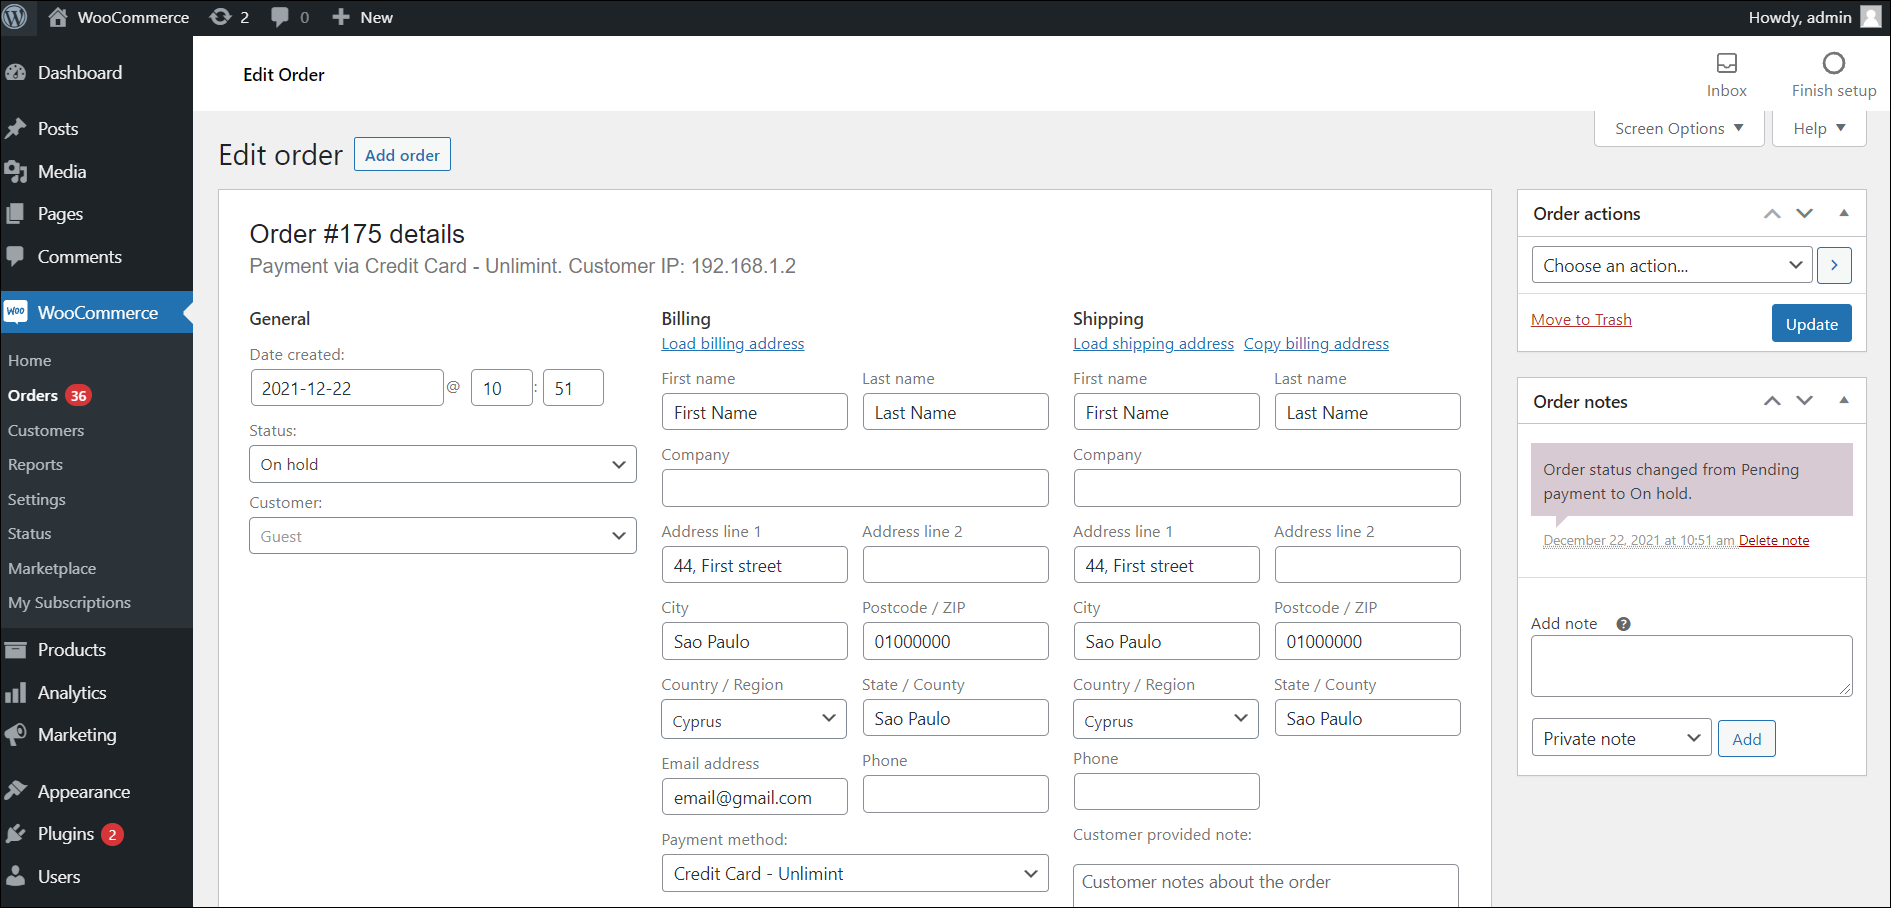 WooCommerce 2 0 New
Howdy, admin
Dashboard
Posts
Media
Pages
Comments
Woo WooCommerce
Home
Orders 36
Customers
Reports
Settings
Status
Marketplace
My Subscriptions
Products
Analytics
Marketing
Appearance
Plugins 2
Users
Edit Order
Inbox
Finish setup
Screen Options
Help
Edit order
Add order
Order #175 details
Payment via Credit Card - Unlimint. Customer IP: 192.168.1.2
General
Date created:
2021-12-22 @ 10 : 51
Status:
On hold
Customer:
Guest
Billing
Load billing address
First name Last name
First Name Last Name
Company
Address line 1 Address line 2
44, First street
City Postcode / ZIP
Sao Paulo 01000000
Country / Region State / County
Cyprus Sao Paulo
Email address Phone
email@gmail.com
Payment method:
Credit Card - Unlimint
Shipping
Load shipping address Copy billing address
First name Last name
First Name Last Name
Company
Address line 1 Address line 2
44, First street
City Postcode / ZIP
Sao Paulo 01000000
Country / Region State / County
Cyprus Sao Paulo
Phone
Customer provided note:
Customer notes about the order
Order actions
Choose an action...
Move to Trash
Update
Order notes
Order status changed from Pending
payment to On hold.
December 22, 2021 at 10:51 am Delete note
Add note ?
Private note
Add